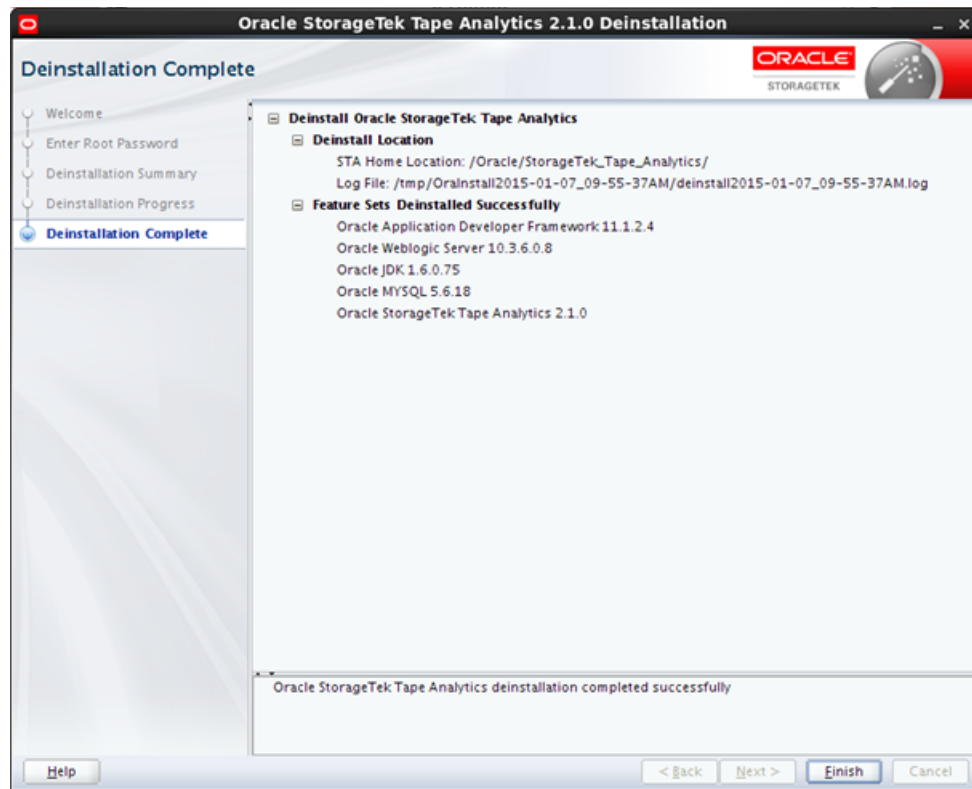 Oracle StorageTek Tape Analytics 2.1.0 Deinstallation
Deinstallation Complete
ORACLE
STORAGETEK
Welcome
Enter Root Password
Deinstallation Summary
Deinstallation Progress
Deinstallation Complete
Deinstall Oracle StorageTek Tape Analytics
Deinstall Location
STA Home Location: /Oracle/StorageTek_Tape_Analytics/
Log File: /tmp/OraInstall2015-01-07_09-55-37AM/deinstall2015-01-07_09-55-37AM.log
Feature Sets Deinstalled Successfully
Oracle Application Developer Framework 11.1.2.4
Oracle Weblogic Server 10.3.6.0.8
Oracle JDK 1.6.0.75
Oracle MYSQL 5.6.18
Oracle StorageTek Tape Analytics 2.1.0
Oracle StorageTek Tape Analytics deinstallation completed successfully
Help
< Back
Next >
Finish
Cancel